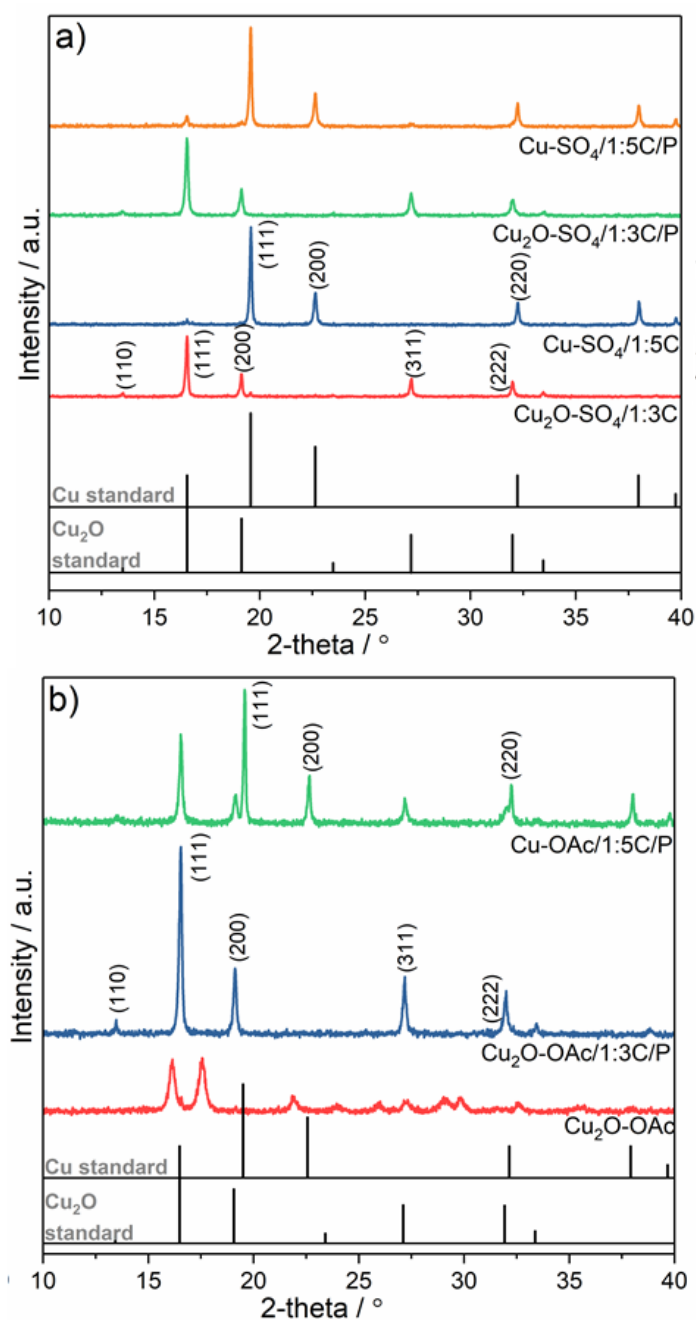 a)
Cu-SO₄/1:5C/P
Cu₂O-SO₄/1:3C/P
(111)
(200)
(220)
Cu-SO₄/1:5C
(110)
(111)
(200)
(311)
(222)
Cu₂O-SO₄/1:3C
Cu standard
Cu₂O
standard
Intensity / a.u.
10 15 20 25 30 35 40
2-theta / °
b)
(111)
(200)
(220)
Cu-OAc/1:5C/P
(110)
(111)
(200)
(311)
(222)
Cu₂O-OAc/1:3C/P
Cu₂O-OAc
Cu standard
Cu₂O
standard
Intensity / a.u.
10 15 20 25 30 35 40
2-theta / °